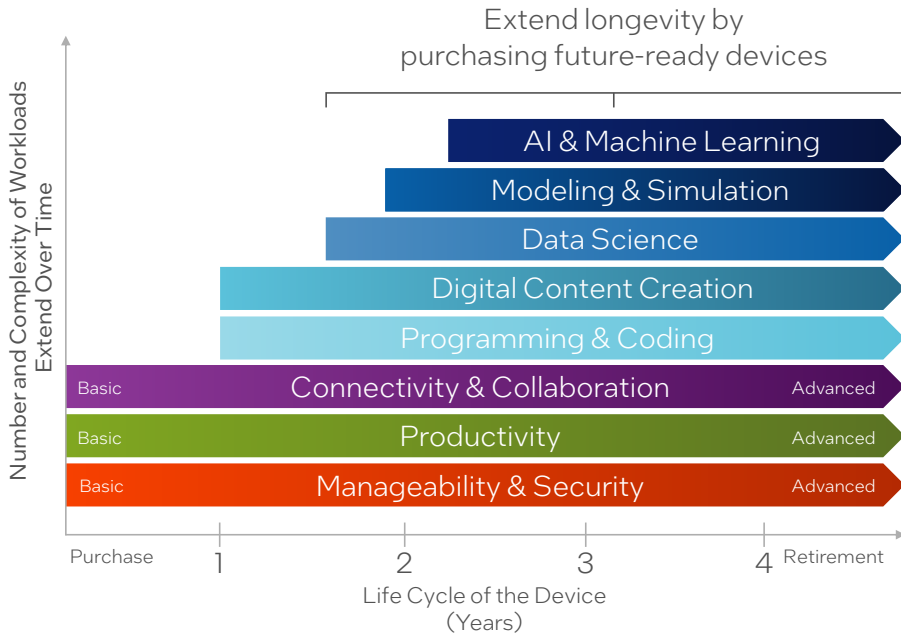 Extend longevity by
purchasing future-ready devices
Number and Complexity of Workloads
Extend Over Time
AI & Machine Learning
Modeling & Simulation
Data Science
Digital Content Creation
Programming & Coding
Basic Connectivity & Collaboration Advanced
Basic Productivity Advanced
Basic Manageability & Security Advanced
Purchase 1 2 3 4 Retirement
Life Cycle of the Device
(Years)